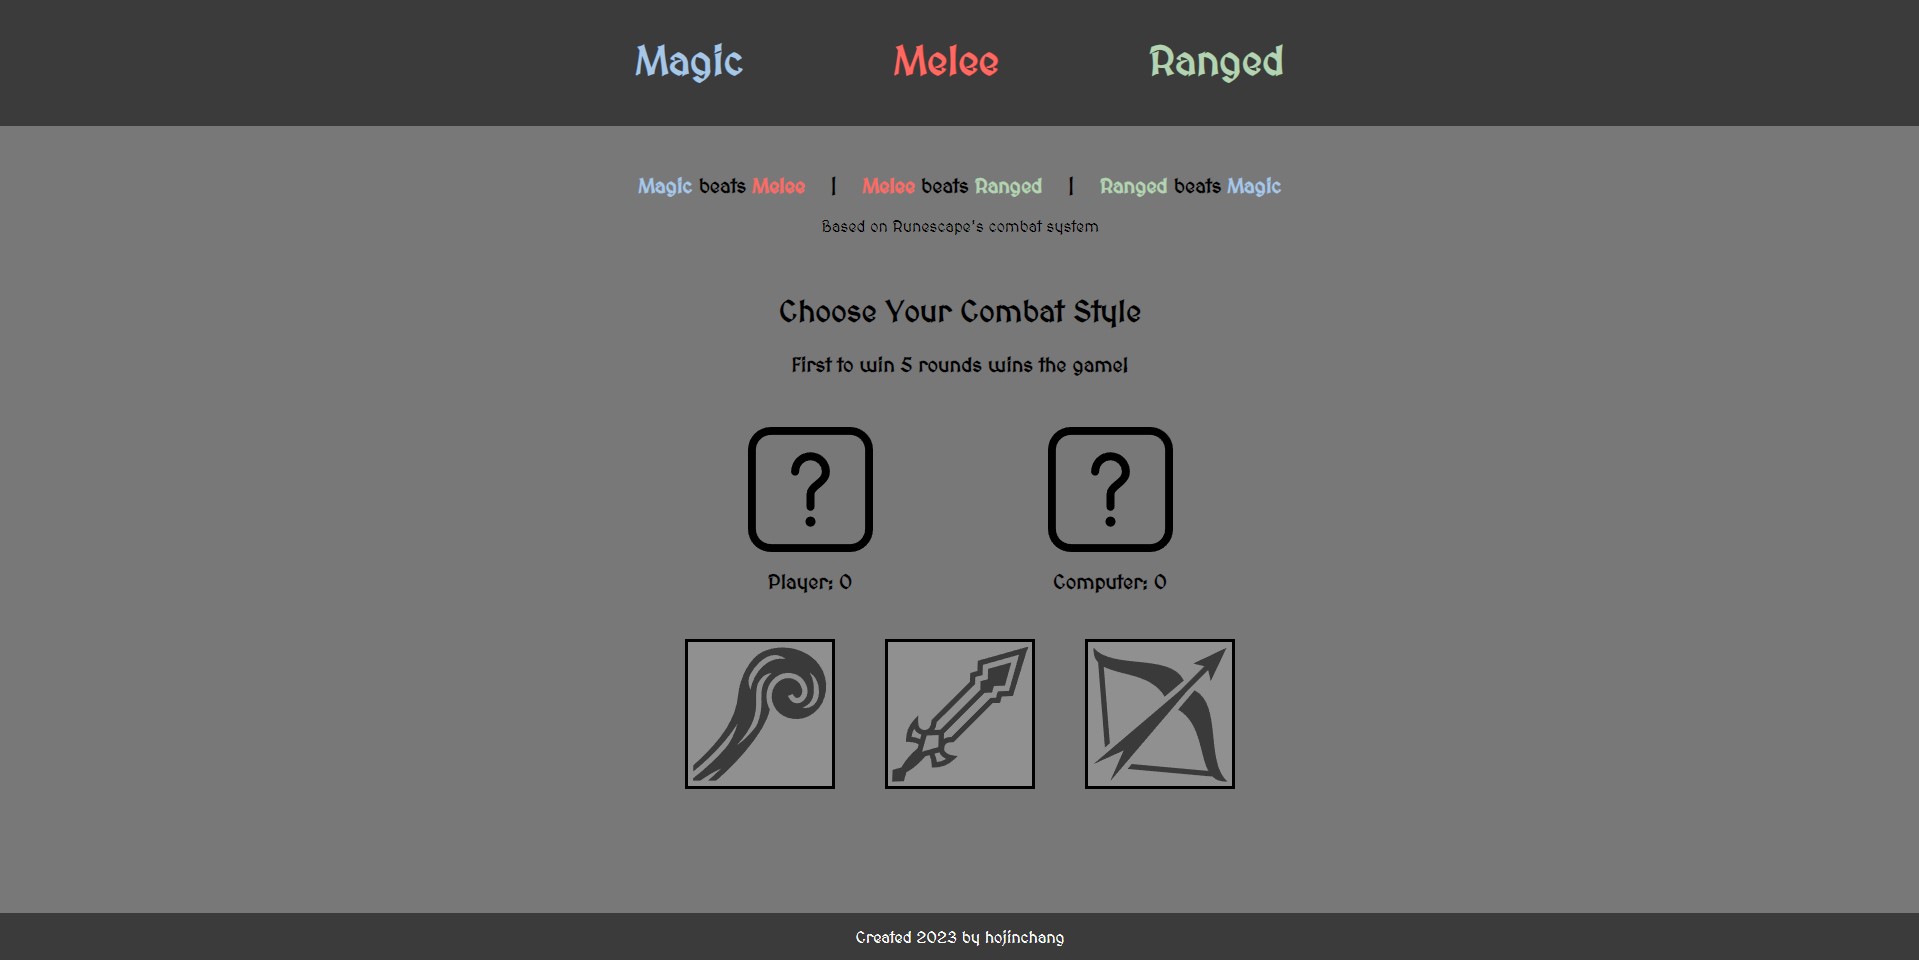 Magic Melee Ranged
Magic beats Melee | Melee beats Ranged | Ranged beats Magic
Based on Runescape's combat system
Choose Your Combat Style
First to win 5 rounds wins the game!
? ?
Player: 0 Computer: 0
Created 2023 by hojinchang